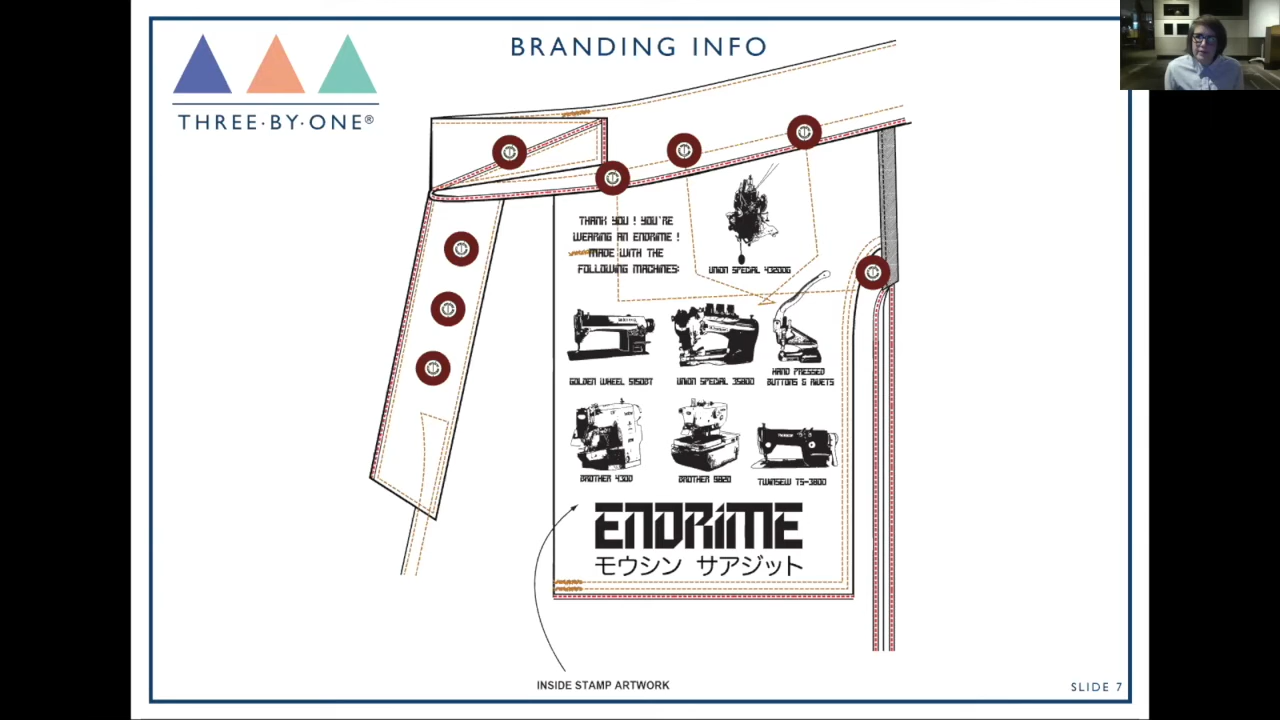 BRANDING INFO
THREE·BY·ONE®
THANK YOU ! YOU'RE
WEARING AN ENDRIME !
MADE WITH THE
FOLLOWING MACHINES:
UNION SPECIAL 43200G
GOLDEN WHEEL 5150BT
UNION SPECIAL 35800
HAND PRESSED
BUTTONS & RIVETS
BROTHER 4300
BROTHER 9820
TWINSEW TS-3800
ENDRIME
モウシン サアジット
INSIDE STAMP ARTWORK
SLIDE 7